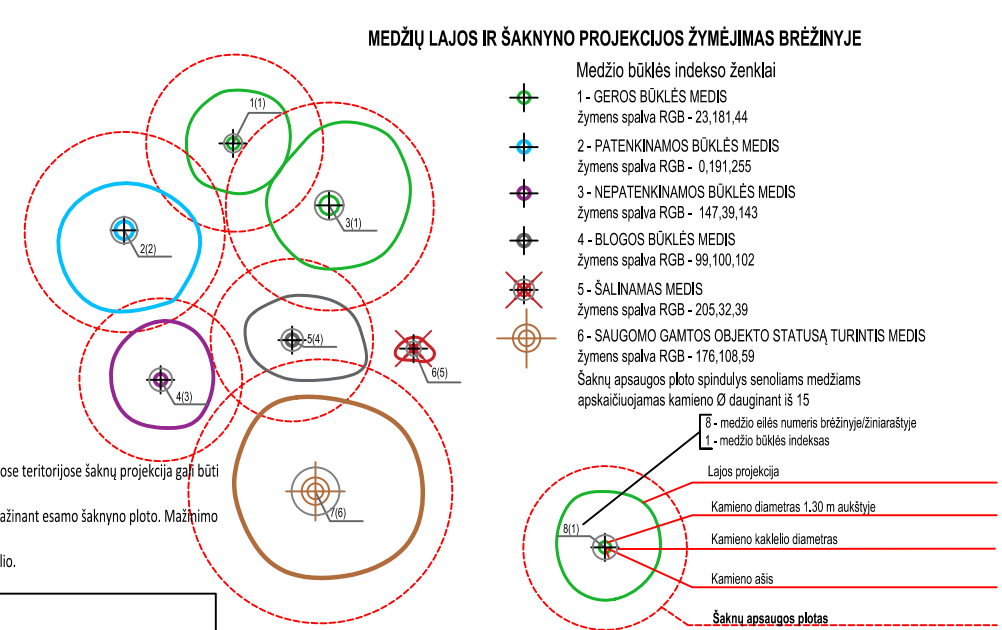 MEDŽIŲ LAJOS IR ŠAKNYNO PROJEKCIJOS ŽYMĖJIMAS BRĖŽINYJE
Medžio būklės indekso ženklai
1 - GEROS BŪKLĖS MEDIS
žymens spalva RGB - 23,181,44
2 - PATENKINAMOS BŪKLĖS MEDIS
žymens spalva RGB - 0,191,255
3 - NEPATENKINAMOS BŪKLĖS MEDIS
žymens spalva RGB - 147,39,143
4 - BLOGOS BŪKLĖS MEDIS
žymens spalva RGB - 99,100,102
5 - ŠALINAMAS MEDIS
žymens spalva RGB - 205,32,39
6 - SAUGOMO GAMTOS OBJEKTO STATUSĄ TURINTIS MEDIS
žymens spalva RGB - 176,108,59
Šaknų apsaugos ploto spindulys senoliams medžiams
apskaičiuojamas kamieno Ø dauginant iš 15
1(1)
3(1)
2(2)
5(4)
6(5)
4(3)
7(6)
ose teritorijose šaknų projekcija gali būti
ažinant esamo šaknyno ploto. Mažinimo
lio.
8 - medžio eilės numeris brėžinyje/žiniaraštyje
1 - medžio būklės indeksas
Lajos projekcija
Kamieno diametras 1.30 m aukštyje
8(1)
Kamieno kaklelio diametras
Kamieno ašis
Šaknų apsaugos plotas